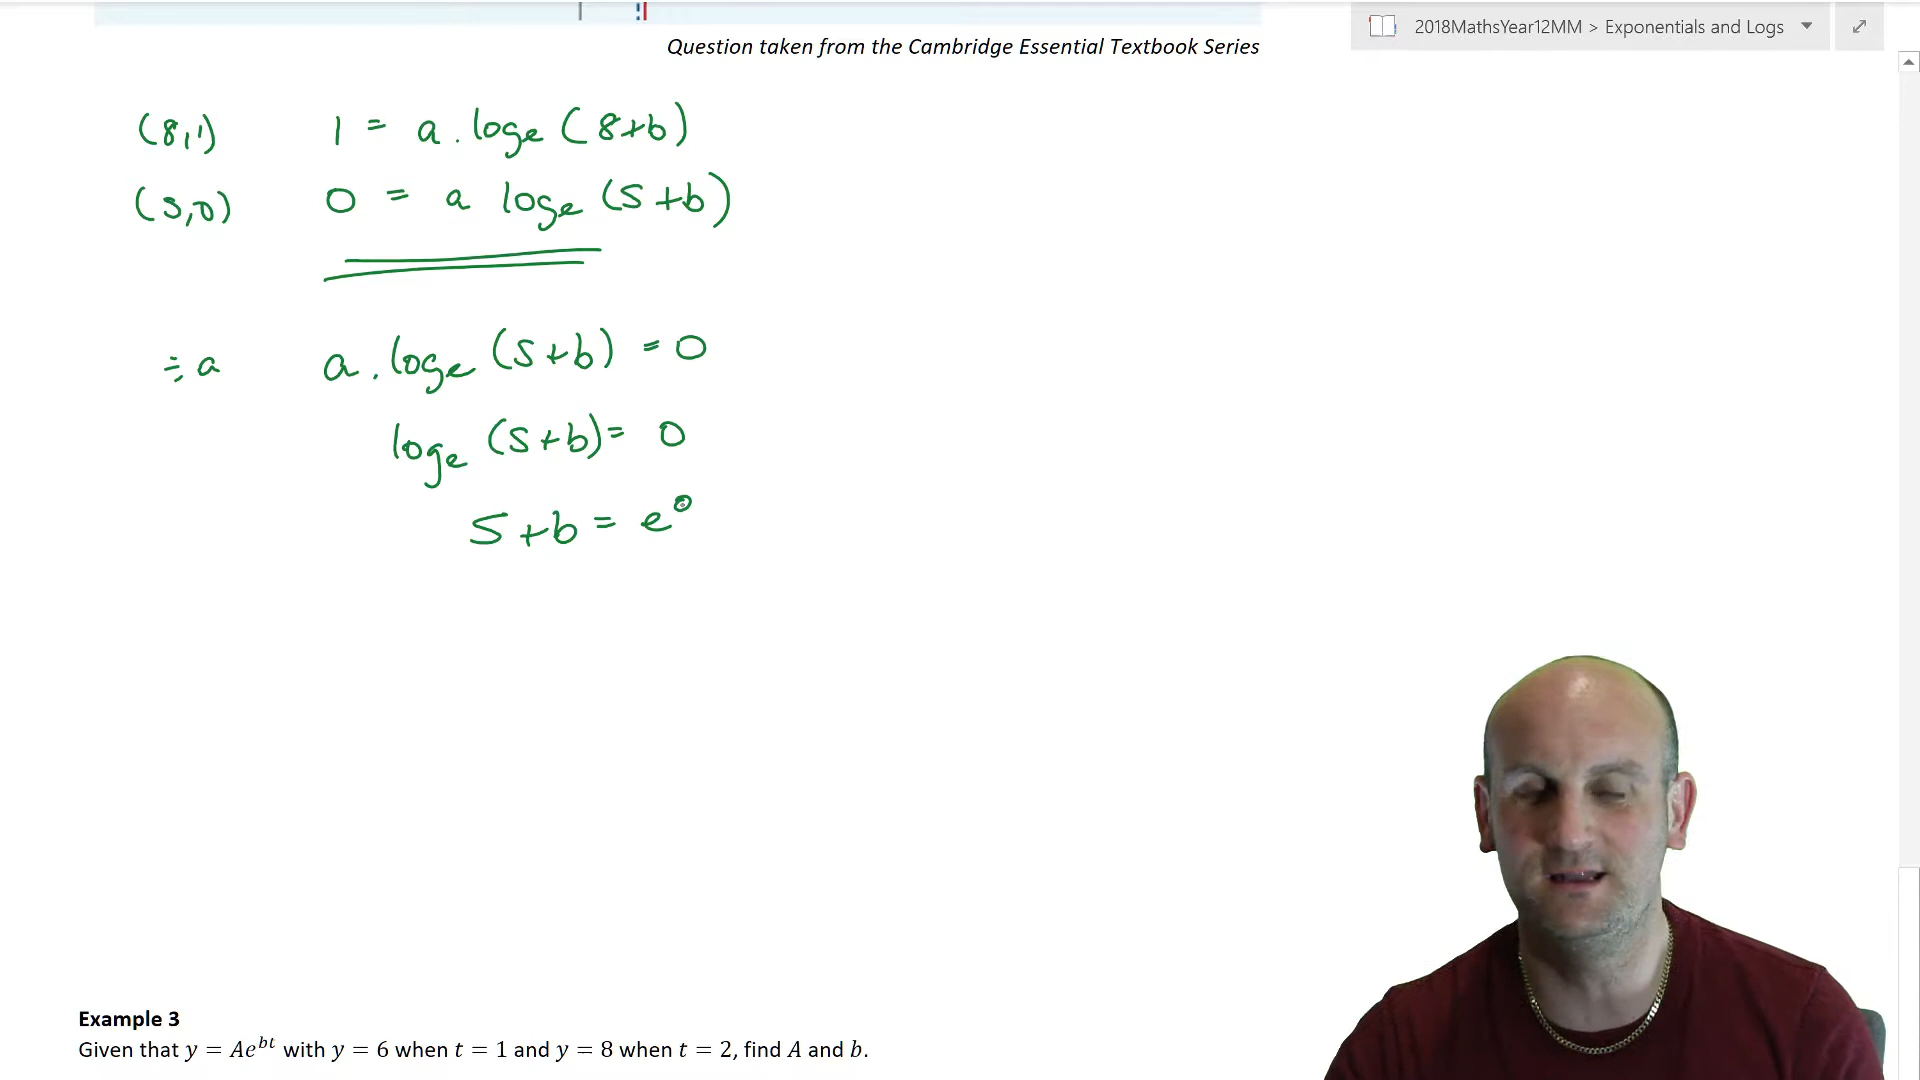 2018MathsYear12MM > Exponentials and Logs
Question taken from the Cambridge Essential Textbook Series
(8,1) 1 = a . logₑ (8+b)
(5,0) 0 = a logₑ (5+b)
÷a a . logₑ (5+b) = 0
logₑ (5+b) = 0
5+b = e⁰
Example 3
Given that y = Aeᵇᵗ with y = 6 when t = 1 and y = 8 when t = 2, find A and b.